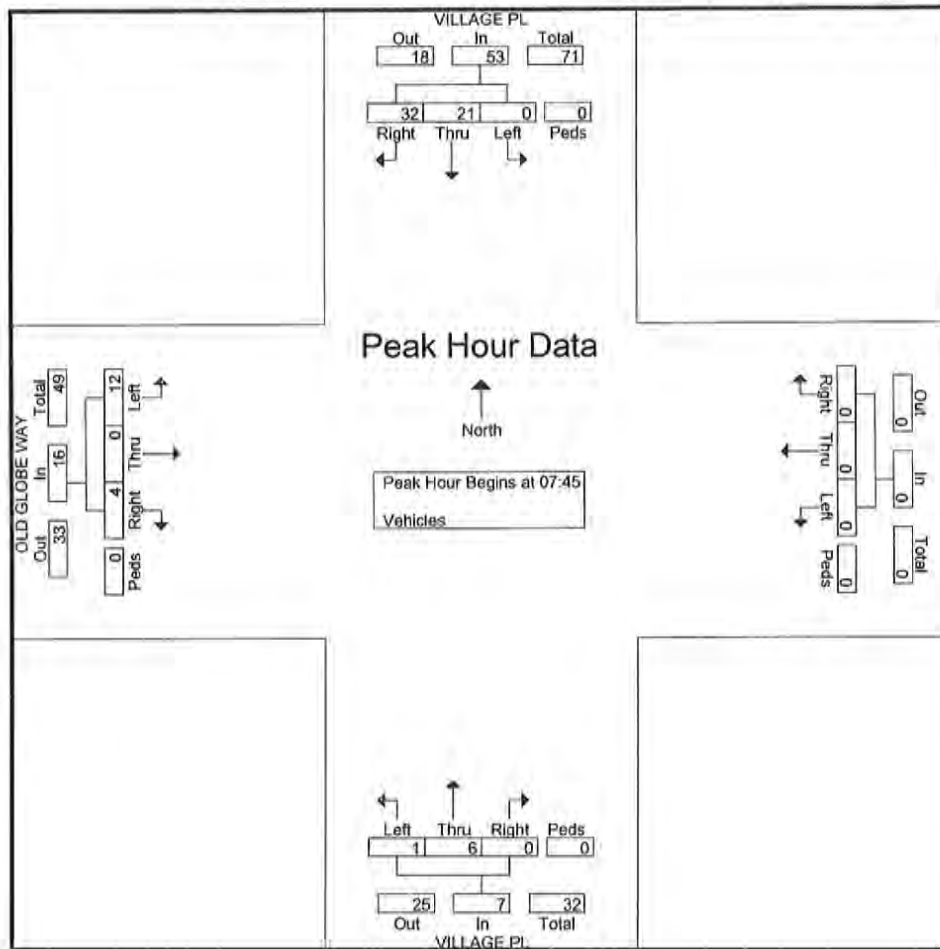 VILLAGE PL
Out In Total
18 53 71
32 21 0 0
Right Thru Left Peds
Peak Hour Data
North
Peak Hour Begins at 07:45
Vehicles
OLD GLOBE WAY
Out In Total
33 16 49
12 0 4 0
Left Thru Right Peds
Out In Total
0 0 0
0 0 0 0
Right Thru Left Peds
Left Thru Right Peds
1 6 0 0
25 7 32
Out In Total
VILLAGE PL